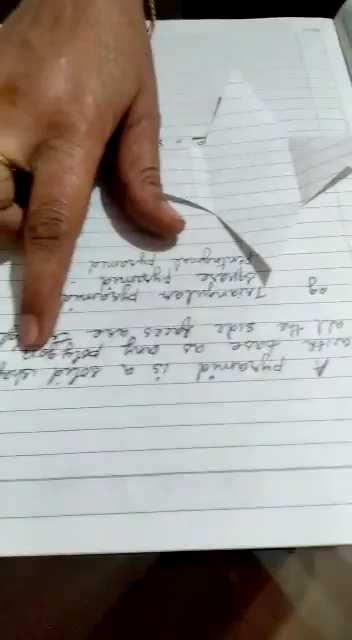 A pyramid is a solid shape
with base as any polygon
all the side faces are
eg Triangular pyramid
square pyramid
pentagonal pyramid